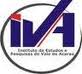 IVA
Instituto de Estudos e
Pesquisas do Vale do Acaraú